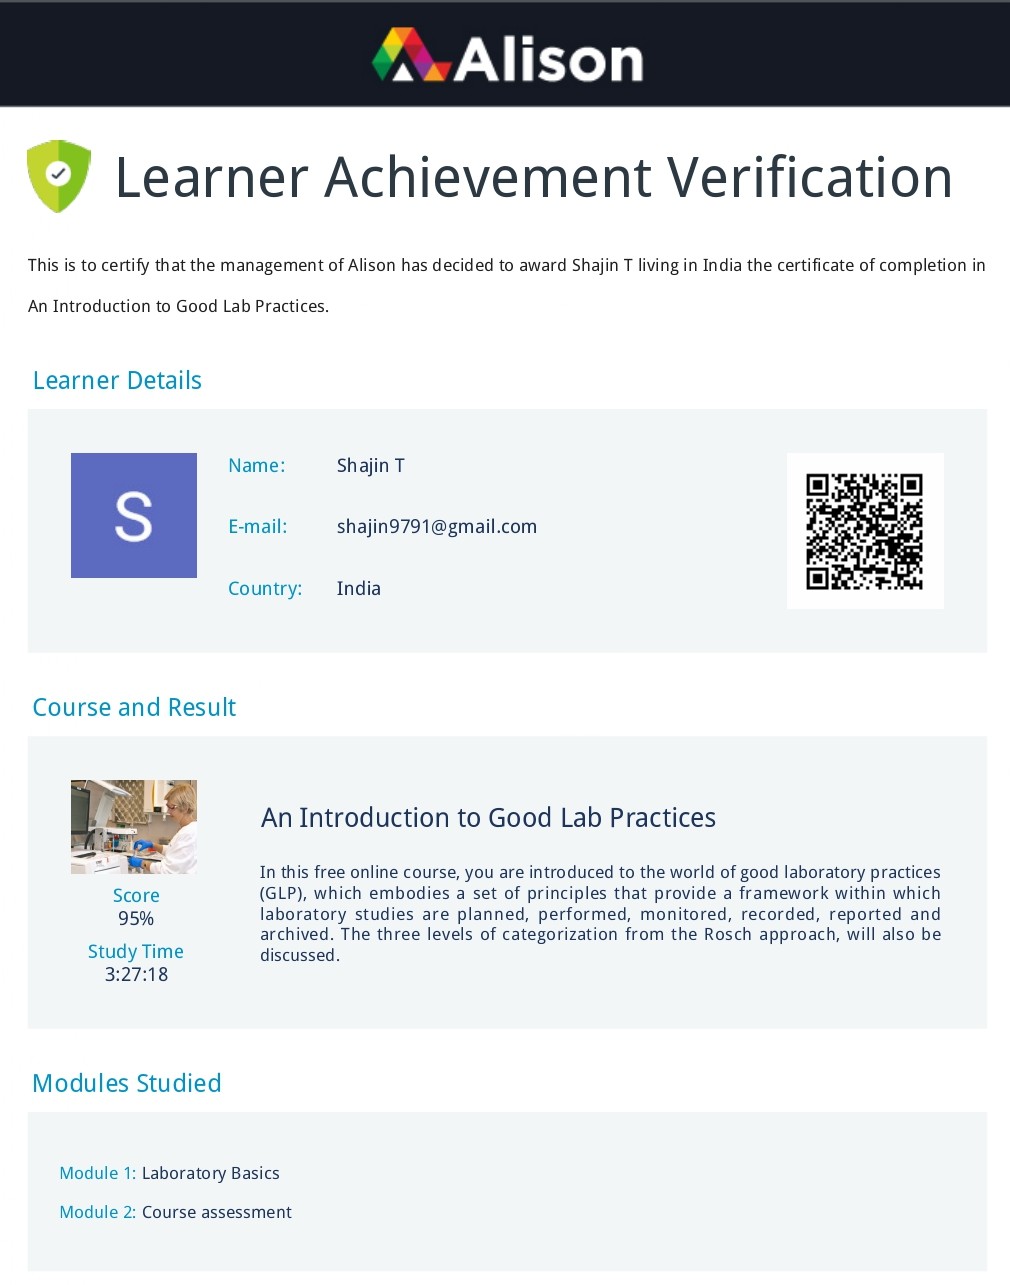 Alison
Learner Achievement Verification
This is to certify that the management of Alison has decided to award Shajin T living in India the certificate of completion in
An Introduction to Good Lab Practices.
Learner Details
S
Name: Shajin T
E-mail: shajin9791@gmail.com
Country: India
Course and Result
An Introduction to Good Lab Practices
In this free online course, you are introduced to the world of good laboratory practices
(GLP), which embodies a set of principles that provide a framework within which
laboratory studies are planned, performed, monitored, recorded, reported and
archived. The three levels of categorization from the Rosch approach, will also be
discussed.
Score
95%
Study Time
3:27:18
Modules Studied
Module 1: Laboratory Basics
Module 2: Course assessment